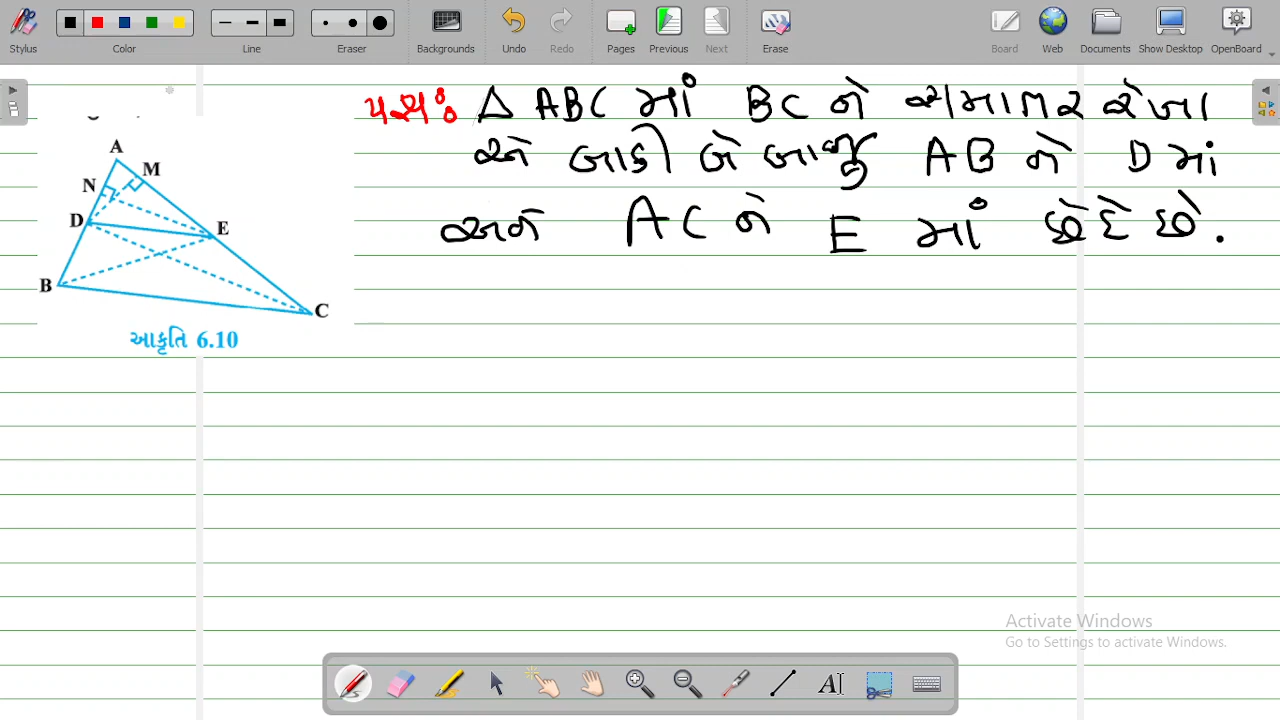 Stylus
Color
Line
Eraser
Backgrounds
Undo
Redo
Pages
Previous
Next
Erase
Board
Web
Documents
Show Desktop
OpenBoard
પક્ષઃ △ ABC માં BC ને સમાંતર રેખા
એ બાકી બે બાજુ AB ને D માં
અને AC ને E માં છેદે છે.
A
M
N
D
E
B
C
આકૃતિ 6.10
Activate Windows
Go to Settings to activate Windows.